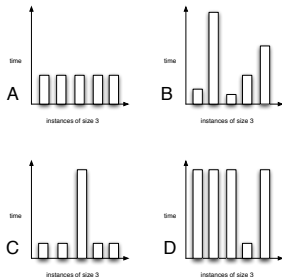 time
A
instances of size 3
time
B
instances of size 3
time
C
instances of size 3
time
D
instances of size 3